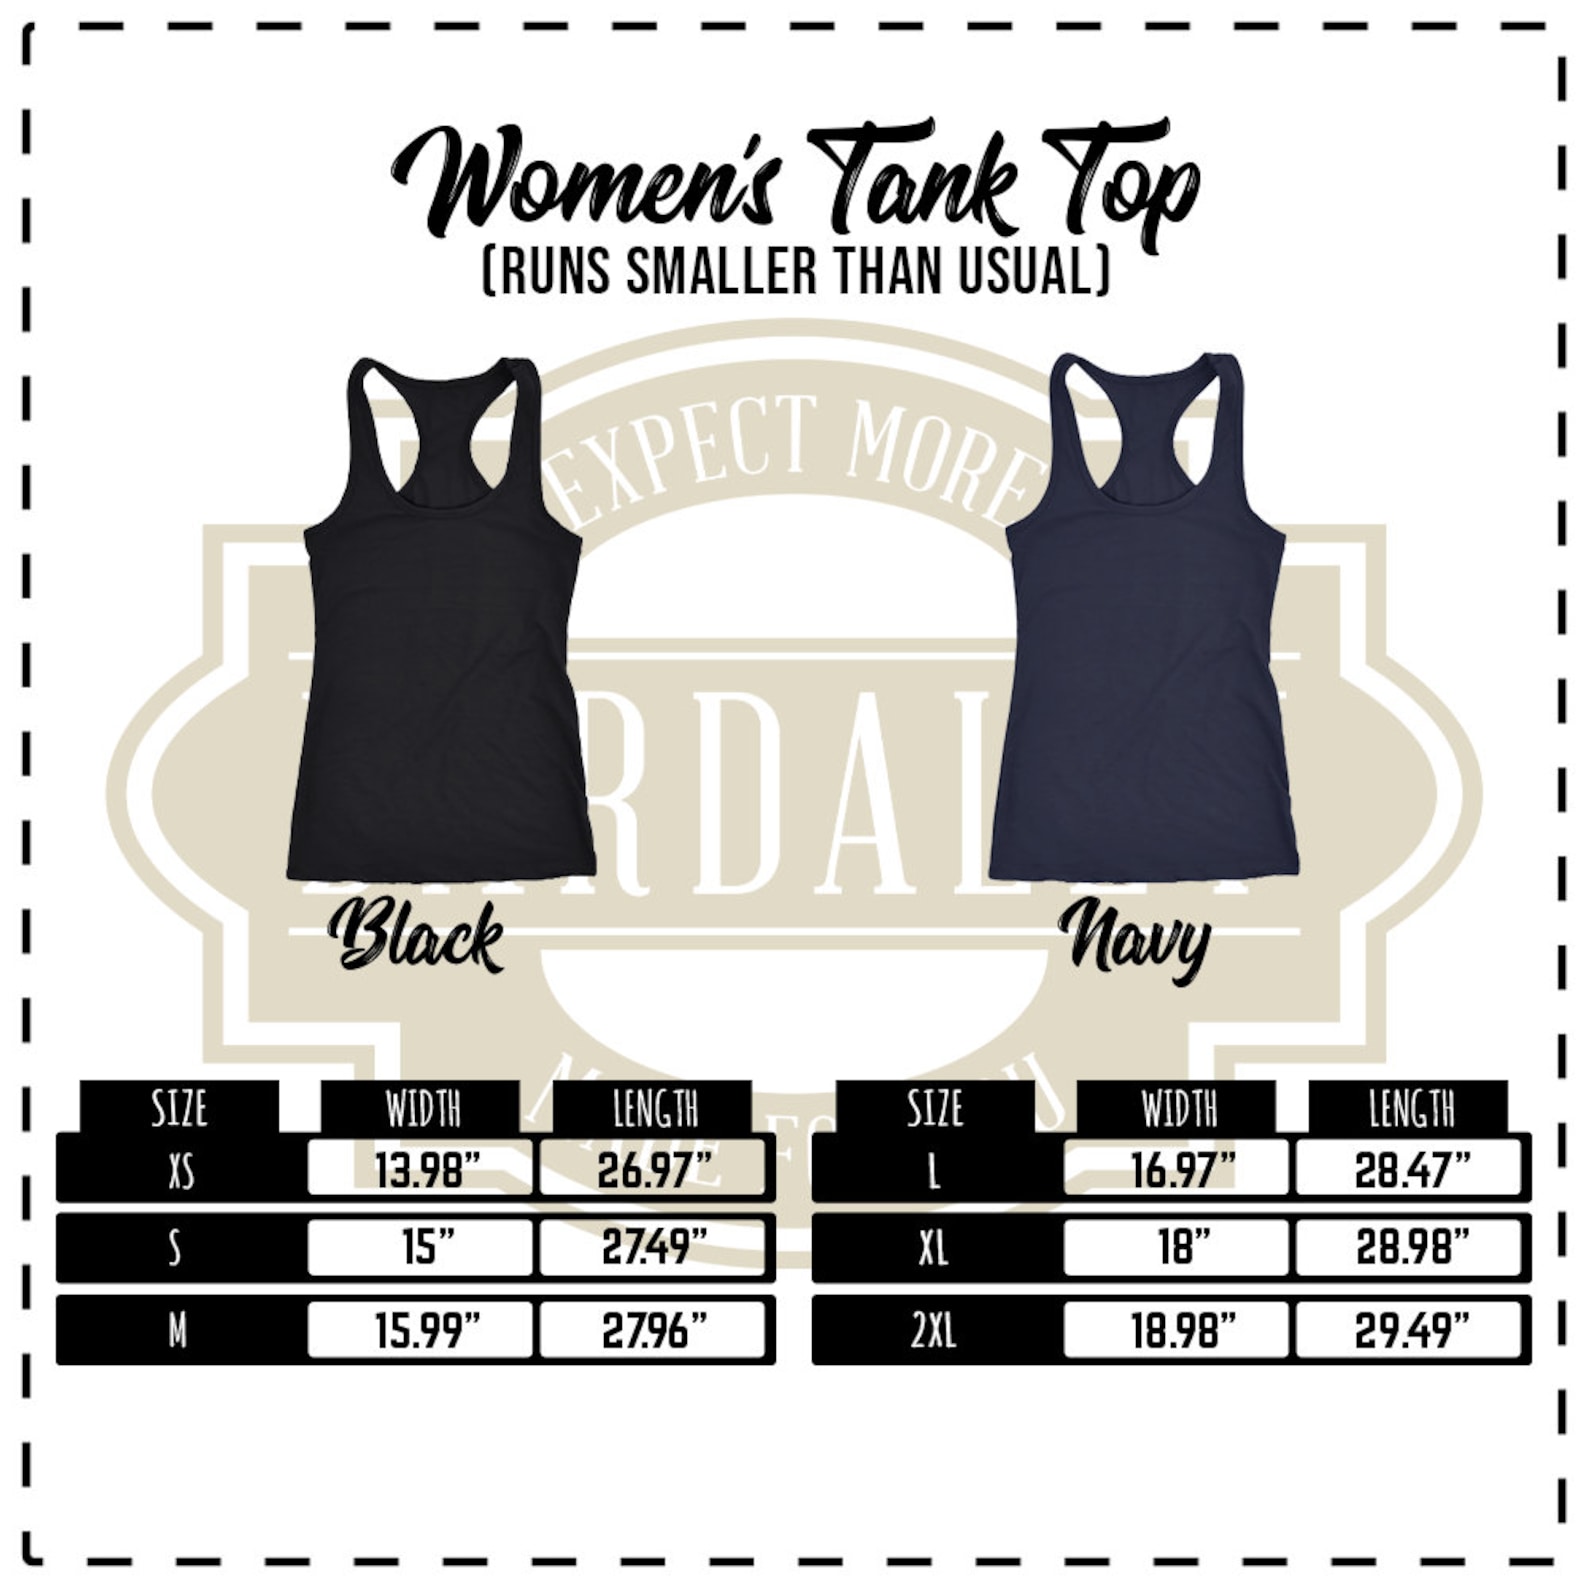 Women's Tank Top
(RUNS SMALLER THAN USUAL)
EXPECT MORE
Black
Navy
SIZE WIDTH LENGTH
XS 13.98” 26.97”
S 15” 27.49”
M 15.99” 27.96”
SIZE WIDTH LENGTH
L 16.97” 28.47”
XL 18” 28.98”
2XL 18.98” 29.49”